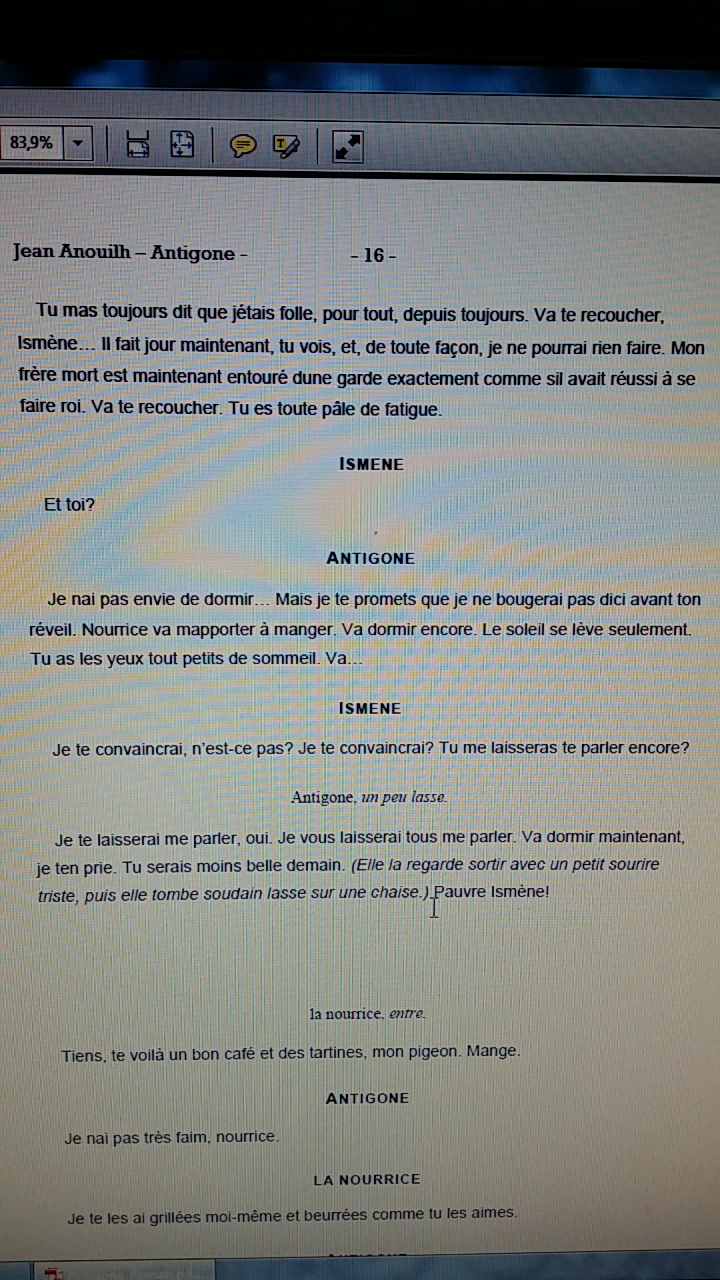 83,9%
Jean Anouilh – Antigone - - 16 -
Tu mas toujours dit que jétais folle, pour tout, depuis toujours. Va te recoucher,
Ismène... Il fait jour maintenant, tu vois, et, de toute façon, je ne pourrai rien faire. Mon
frère mort est maintenant entouré dune garde exactement comme sil avait réussi à se
faire roi. Va te recoucher. Tu es toute pâle de fatigue.
ISMENE
Et toi?
ANTIGONE
Je nai pas envie de dormir... Mais je te promets que je ne bougerai pas dici avant ton
réveil. Nourrice va mapporter à manger. Va dormir encore. Le soleil se lève seulement.
Tu as les yeux tout petits de sommeil. Va...
ISMENE
Je te convaincrai, n'est-ce pas? Je te convaincrai? Tu me laisseras te parler encore?
Antigone, un peu lasse.
Je te laisserai me parler, oui. Je vous laisserai tous me parler. Va dormir maintenant,
je ten prie. Tu serais moins belle demain. (Elle la regarde sortir avec un petit sourire
triste, puis elle tombe soudain lasse sur une chaise.) Pauvre Ismène!
la nourrice, entre.
Tiens, te voilà un bon café et des tartines, mon pigeon. Mange.
ANTIGONE
Je nai pas très faim, nourrice.
LA NOURRICE
Je te les ai grillées moi-même et beurrées comme tu les aimes.